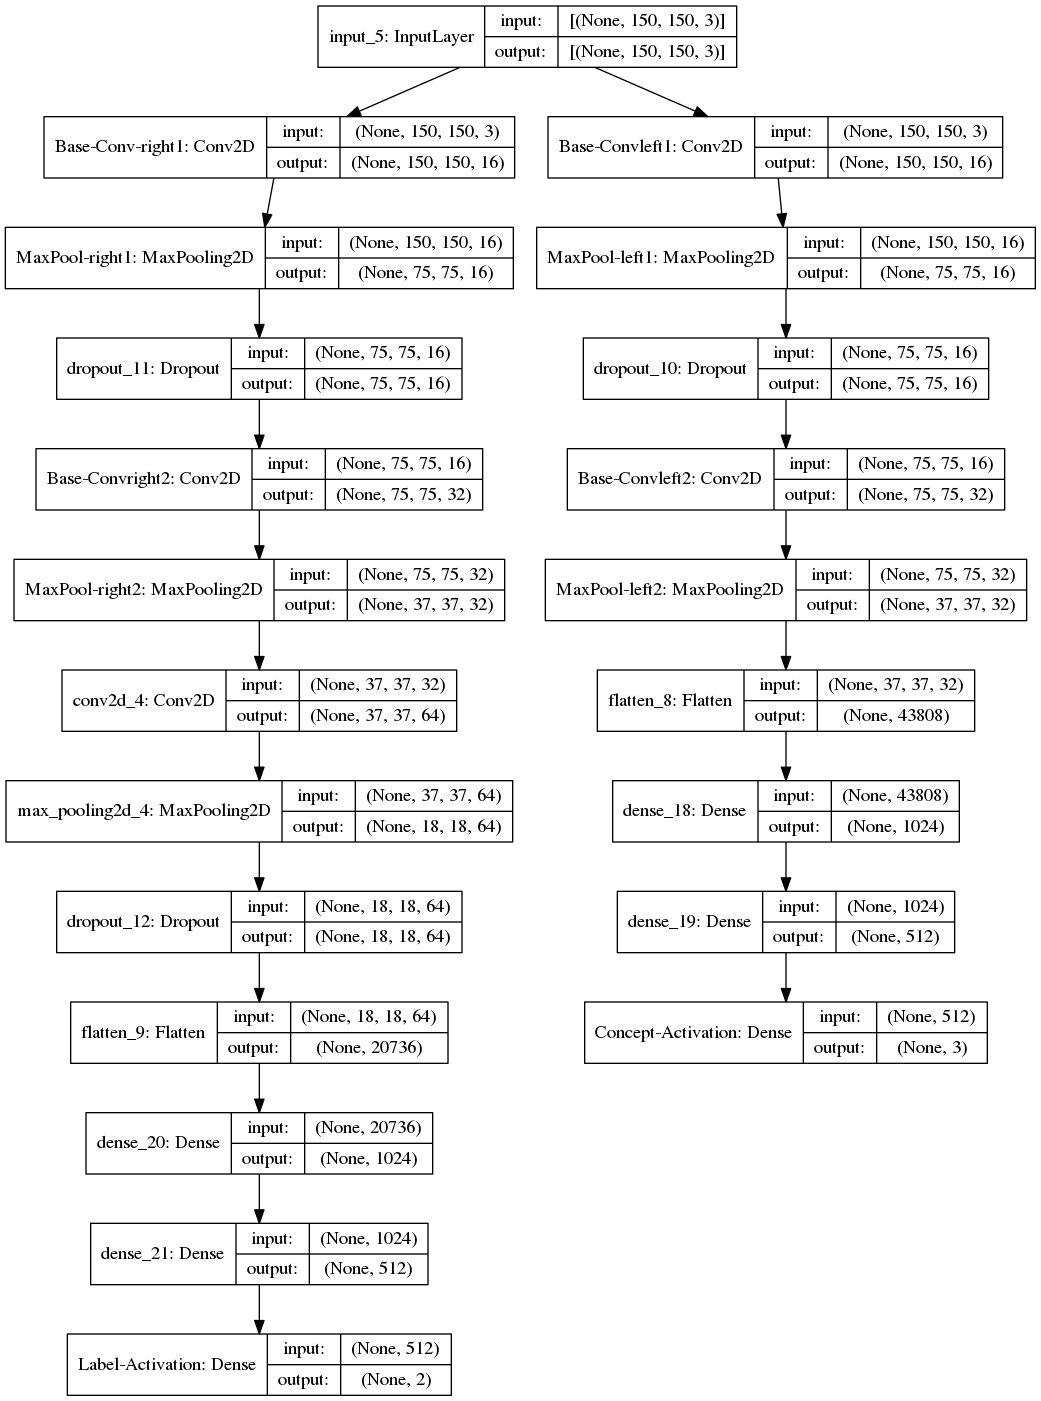 input_5: InputLayer
input: [(None, 150, 150, 3)]
output: [(None, 150, 150, 3)]
Base-Conv-right1: Conv2D
input: (None, 150, 150, 3)
output: (None, 150, 150, 16)
Base-Convleft1: Conv2D
input: (None, 150, 150, 3)
output: (None, 150, 150, 16)
MaxPool-right1: MaxPooling2D
input: (None, 150, 150, 16)
output: (None, 75, 75, 16)
MaxPool-left1: MaxPooling2D
input: (None, 150, 150, 16)
output: (None, 75, 75, 16)
dropout_11: Dropout
input: (None, 75, 75, 16)
output: (None, 75, 75, 16)
dropout_10: Dropout
input: (None, 75, 75, 16)
output: (None, 75, 75, 16)
Base-Convright2: Conv2D
input: (None, 75, 75, 16)
output: (None, 75, 75, 32)
Base-Convleft2: Conv2D
input: (None, 75, 75, 16)
output: (None, 75, 75, 32)
MaxPool-right2: MaxPooling2D
input: (None, 75, 75, 32)
output: (None, 37, 37, 32)
MaxPool-left2: MaxPooling2D
input: (None, 75, 75, 32)
output: (None, 37, 37, 32)
conv2d_4: Conv2D
input: (None, 37, 37, 32)
output: (None, 37, 37, 64)
flatten_8: Flatten
input: (None, 37, 37, 32)
output: (None, 43808)
max_pooling2d_4: MaxPooling2D
input: (None, 37, 37, 64)
output: (None, 18, 18, 64)
dense_18: Dense
input: (None, 43808)
output: (None, 1024)
dropout_12: Dropout
input: (None, 18, 18, 64)
output: (None, 18, 18, 64)
dense_19: Dense
input: (None, 1024)
output: (None, 512)
flatten_9: Flatten
input: (None, 18, 18, 64)
output: (None, 20736)
Concept-Activation: Dense
input: (None, 512)
output: (None, 3)
dense_20: Dense
input: (None, 20736)
output: (None, 1024)
dense_21: Dense
input: (None, 1024)
output: (None, 512)
Label-Activation: Dense
input: (None, 512)
output: (None, 2)